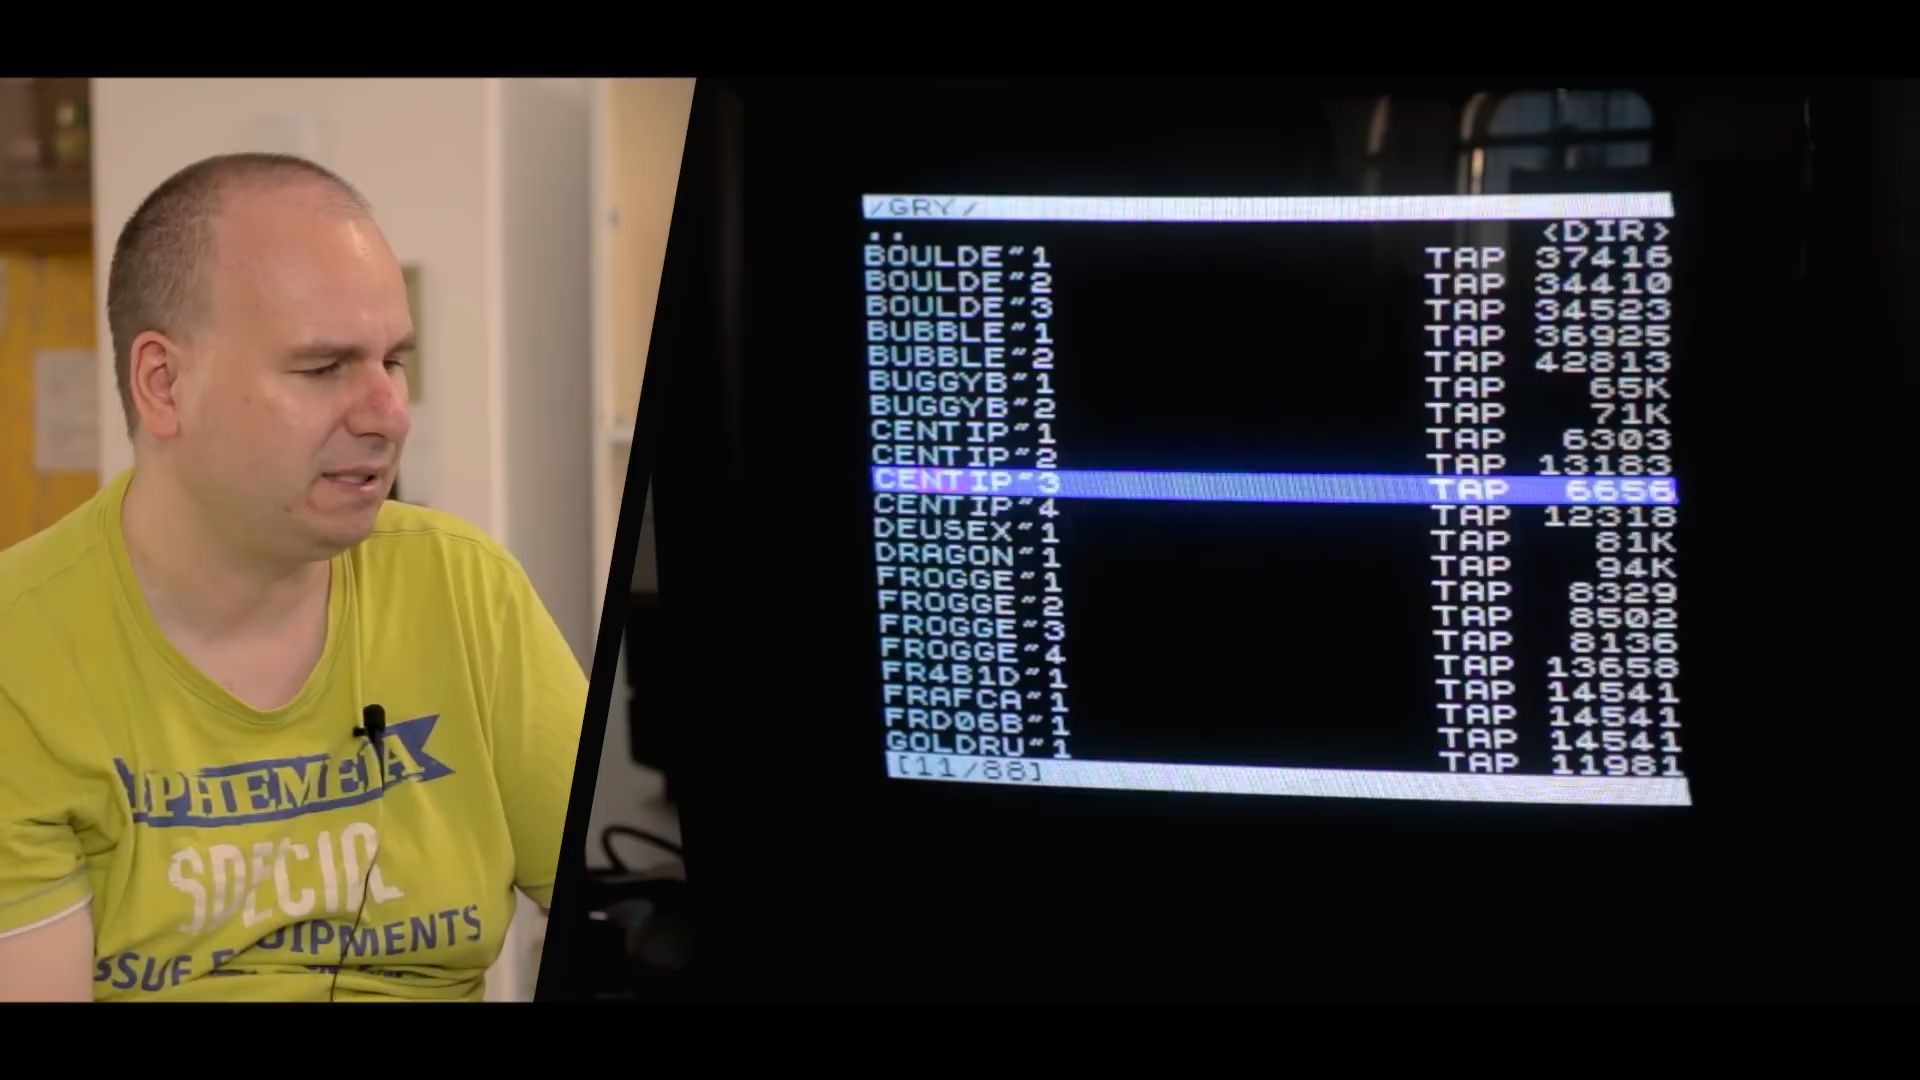 EPHEMERA
SPECIAL
ISSUE EQUIPMENTS
/GRY/
.. <DIR>
BOULDE~1 TAP 37416
BOULDE~2 TAP 34410
BOULDE~3 TAP 34523
BUBBLE~1 TAP 36925
BUBBLE~2 TAP 42813
BUGGYB~1 TAP 65K
BUGGYB~2 TAP 71K
CENTIP~1 TAP 6303
CENTIP~2 TAP 13183
CENTIP~3 TAP 6656
CENTIP~4 TAP 12318
DEUSEX~1 TAP 81K
DRAGON~1 TAP 94K
FROGGE~1 TAP 8329
FROGGE~2 TAP 8502
FROGGE~3 TAP 8136
FROGGE~4 TAP 13658
FR4B1D~1 TAP 14541
FRAFCA~1 TAP 14541
FRD06B~1 TAP 14541
GOLDRU~1 TAP 11981
[11/88]